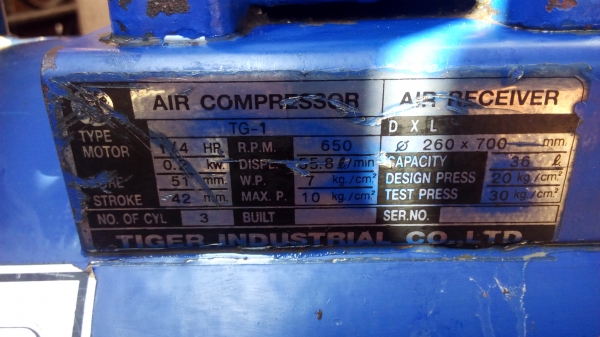 AIR COMPRESSOR AIR RECEIVER
TYPE TG-1 D X L
MOTOR 1/4 HR R.P.M. 650 ø 260 x 700 mm.
kw. DISPL. ℓ/min CAPACITY 36 ℓ
51 mm W.P. 7 kg./cm² DESIGN PRESS 20 kg./cm²
STROKE 42 m.m. MAX. P. 10 kg./cm² TEST PRESS 30 kg./cm²
NO. OF CYL 3 BUILT SER.NO.
TIGER INDUSTRIAL CO.,LTD.